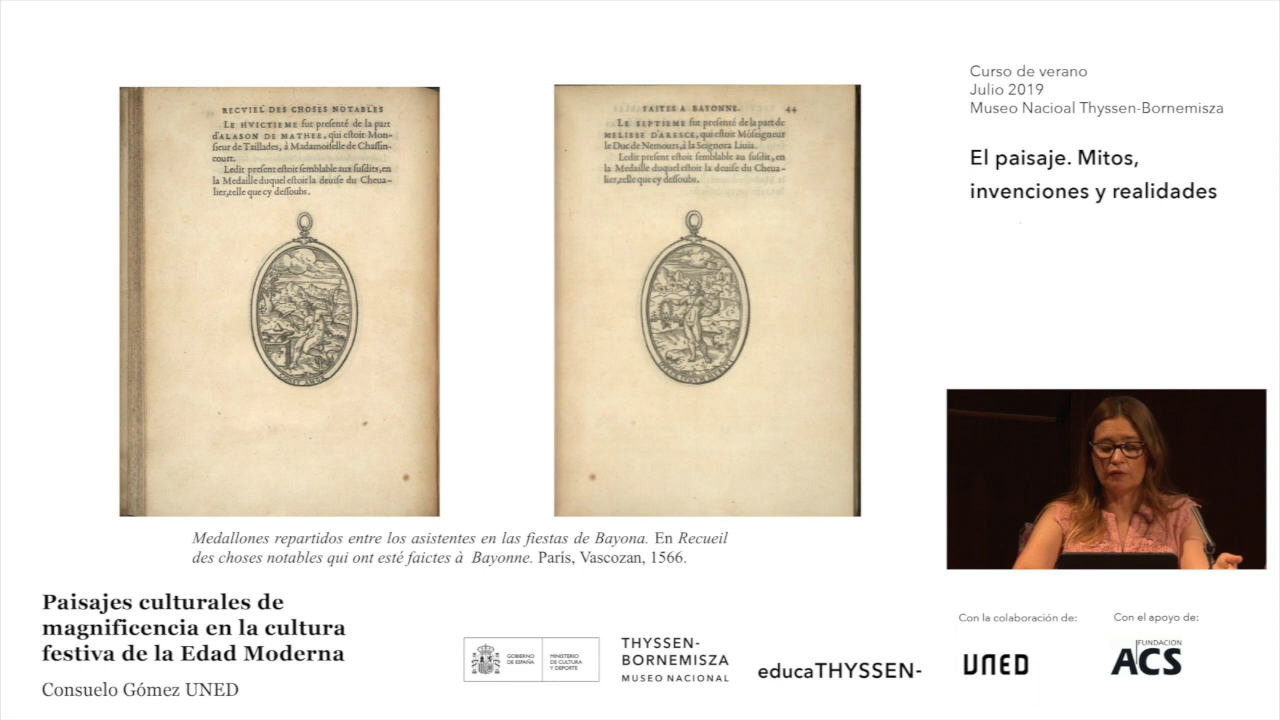 RECVEIL DES CHOSES NOTABLES
LE HVICTIEME fut presenté de la part
d'ALASON DE MATHEE, qui estoit Mon-
sieur de Taillades, à Madamoiselle de Chassin-
court.
Ledit present estoit semblable aux susdits, en
la Medaille duquel estoit la deuise du Cheua-
lier, telle que cy dessoubs.
FAITES A BAYONNE. 44
LE SEPTIEME fut presenté de la part de
MELISSE D'ARESCE, qui estoit Mõseigneur
le Duc de Nemours, à la Seignora Liuia.
Ledit present estoit semblable au susdit, en
la Medaille duquel estoit la deuise du Cheua-
lier, telle que cy dessoubs.
Medallones repartidos entre los asistentes en las fiestas de Bayona. En Recueil
des choses notables qui ont esté faictes à Bayonne. París, Vascozan, 1566.
Curso de verano
Julio 2019
Museo Nacioal Thyssen-Bornemisza
El paisaje. Mitos,
invenciones y realidades
Paisajes culturales de
magnificencia en la cultura
festiva de la Edad Moderna
Consuelo Gómez UNED
GOBIERNO
DE ESPAÑA
MINISTERIO
DE CULTURA
Y DEPORTE
THYSSEN-
BORNEMISZA
MUSEO NACIONAL
educaTHYSSEN-
Con la colaboración de:
UNED
Con el apoyo de:
FUNDACION
ACS